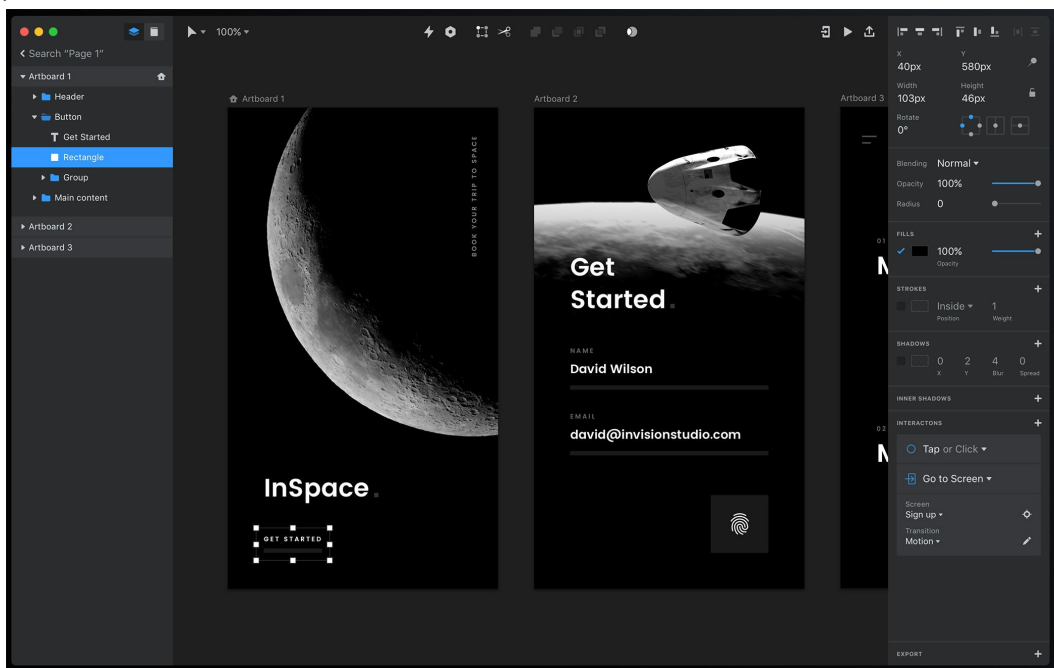 100%
Search "Page 1"
Artboard 1
Header
Button
T Get Started
Rectangle
Group
Main content
Artboard 2
Artboard 3
Artboard 1
BOOK YOUR TRIP TO SPACE
InSpace.
GET STARTED
Artboard 2
Get
Started.
NAME
David Wilson
EMAIL
david@invisionstudio.com
Artboard 3
01
M
02
M
X Y
40px 580px
Width Height
103px 46px
Rotate
0°
Blending Normal
Opacity 100%
Radius 0
FILLS
100%
Opacity
STROKES
Inside 1
Position Weight
SHADOWS
0 2 4 0
X Y Blur Spread
INNER SHADOWS
INTERACTONS
Tap or Click
Go to Screen
Screen
Sign up
Transition
Motion
EXPORT